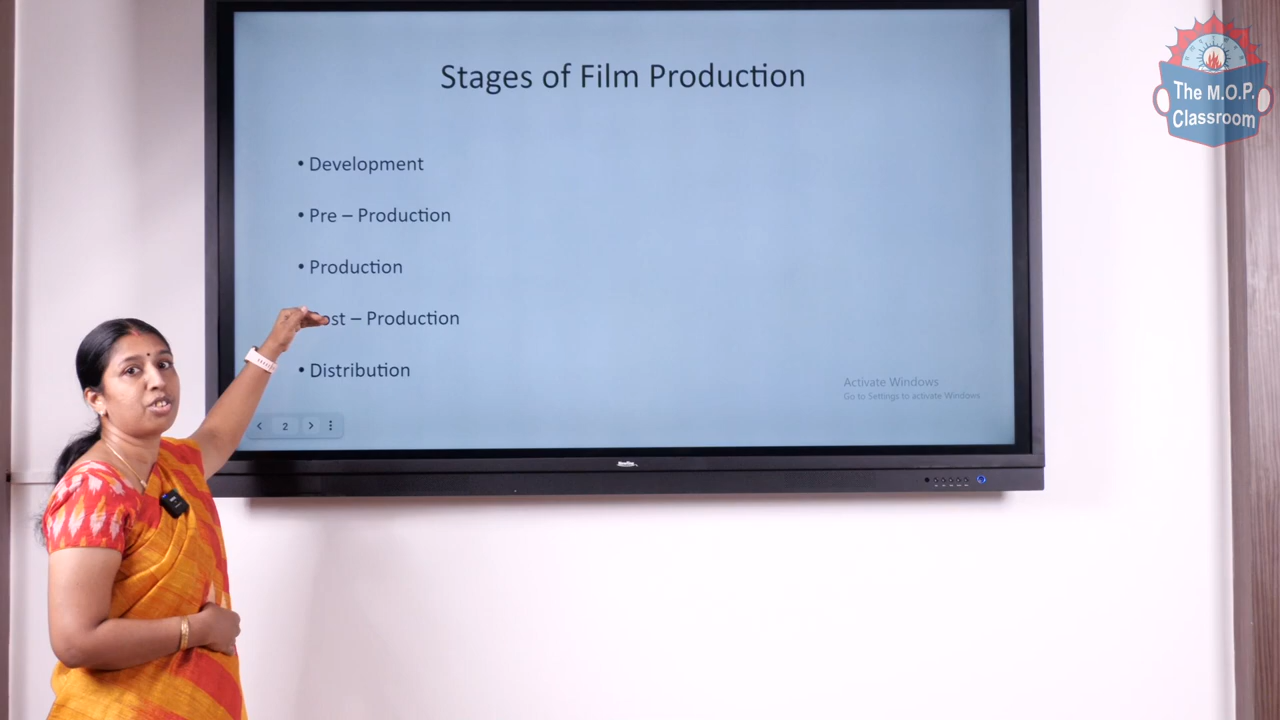 Stages of Film Production
• Development
• Pre – Production
• Production
Post – Production
• Distribution
Activate Windows
Go to Settings to activate Windows.
2
The M.O.P.
Classroom